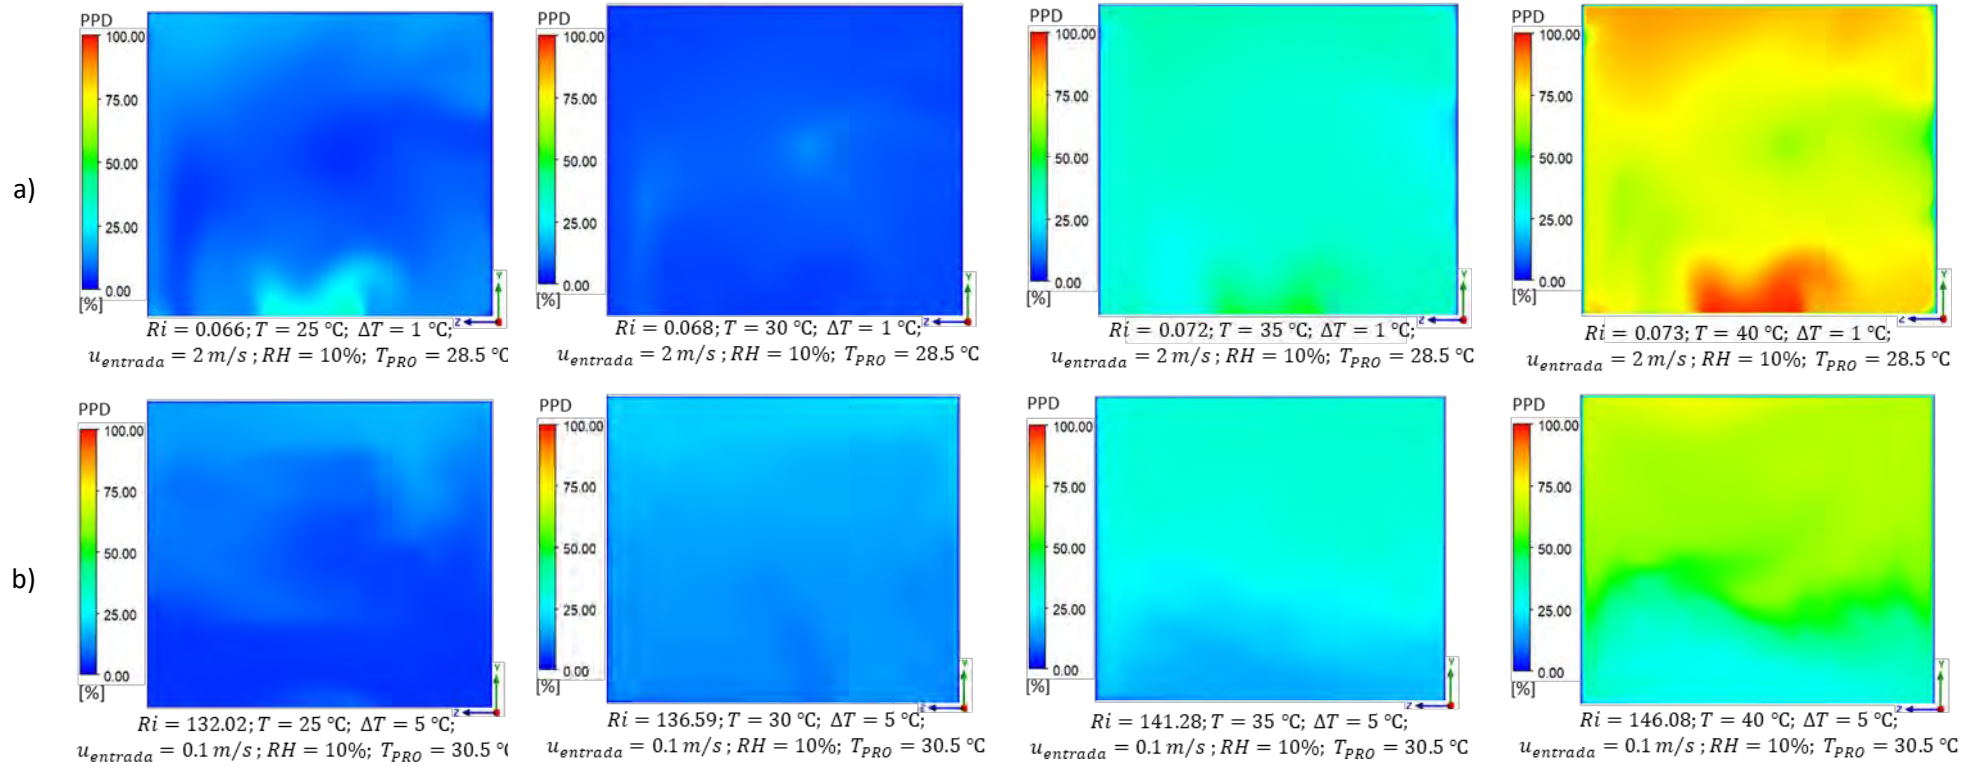 a)
PPD
100.00
75.00
50.00
25.00
0.00
[%]
Y
Z
Ri = 0.066; T = 25 °C; ΔT = 1 °C;
u_entrada = 2 m/s ; RH = 10%; T_PRO = 28.5 °C
PPD
100.00
75.00
50.00
25.00
0.00
[%]
Y
Z
Ri = 0.068; T = 30 °C; ΔT = 1 °C;
u_entrada = 2 m/s ; RH = 10%; T_PRO = 28.5 °C
PPD
100.00
75.00
50.00
25.00
0.00
[%]
Y
Z
Ri = 0.072; T = 35 °C; ΔT = 1 °C;
u_entrada = 2 m/s ; RH = 10%; T_PRO = 28.5 °C
PPD
100.00
75.00
50.00
25.00
0.00
[%]
Y
Z
Ri = 0.073; T = 40 °C; ΔT = 1 °C;
u_entrada = 2 m/s ; RH = 10%; T_PRO = 28.5 °C
b)
PPD
100.00
75.00
50.00
25.00
0.00
[%]
Y
Z
Ri = 132.02; T = 25 °C; ΔT = 5 °C;
u_entrada = 0.1 m/s ; RH = 10%; T_PRO = 30.5 °C
PPD
100.00
75.00
50.00
25.00
0.00
[%]
Y
Z
Ri = 136.59; T = 30 °C; ΔT = 5 °C;
u_entrada = 0.1 m/s ; RH = 10%; T_PRO = 30.5 °C
PPD
100.00
75.00
50.00
25.00
0.00
[%]
Y
Z
Ri = 141.28; T = 35 °C; ΔT = 5 °C;
u_entrada = 0.1 m/s ; RH = 10%; T_PRO = 30.5 °C
PPD
100.00
75.00
50.00
25.00
0.00
[%]
Y
Z
Ri = 146.08; T = 40 °C; ΔT = 5 °C;
u_entrada = 0.1 m/s ; RH = 10%; T_PRO = 30.5 °C